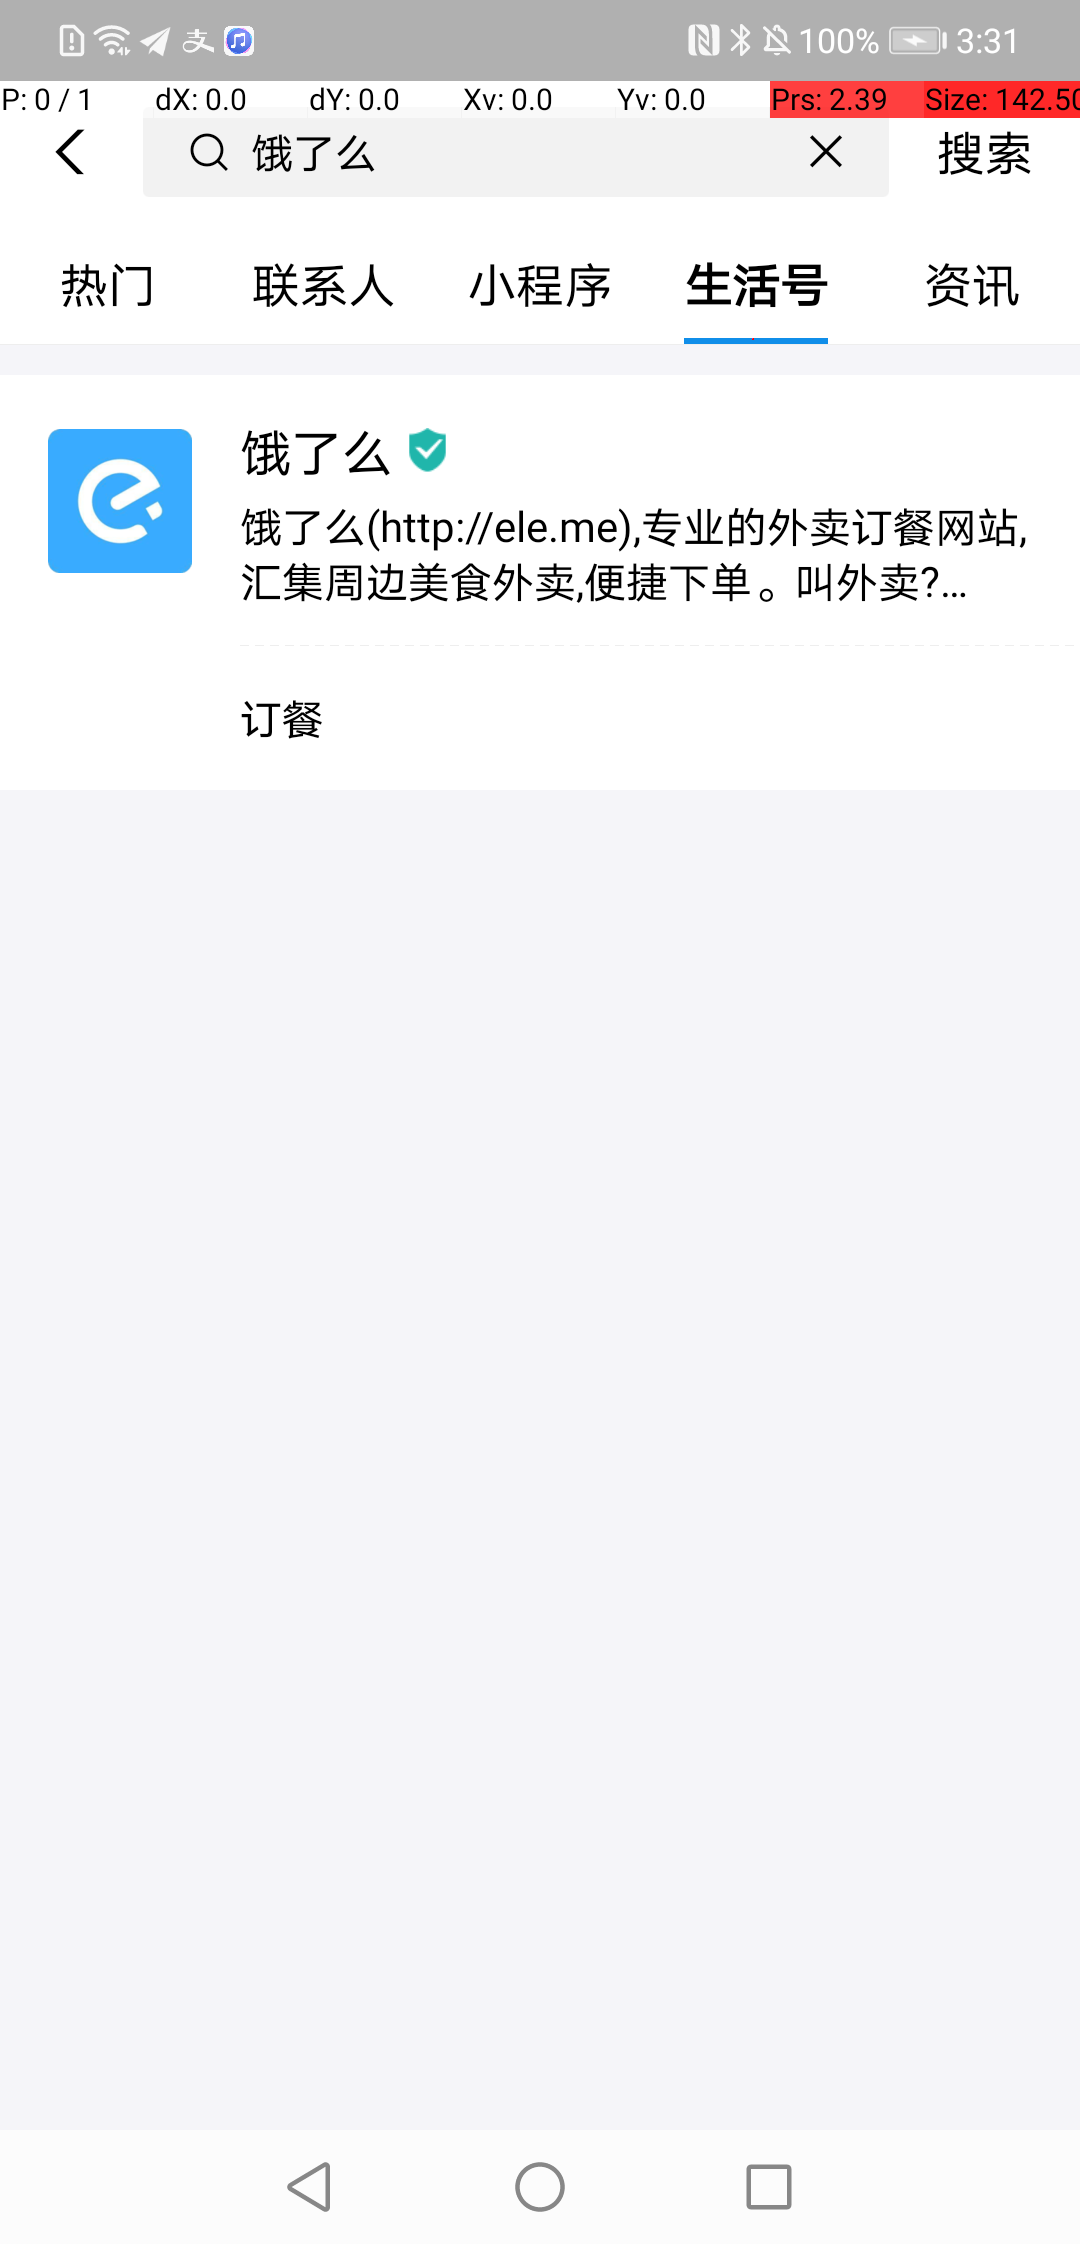 100% 3:31
P: 0 / 1 dX: 0.0 dY: 0.0 Xv: 0.0 Yv: 0.0 Prs: 2.39 Size: 142.50
饿了么 搜索
热门 联系人 小程序 生活号 资讯
饿了么
饿了么(http://ele.me),专业的外卖订餐网站,
汇集周边美食外卖,便捷下单。叫外卖?...
订餐